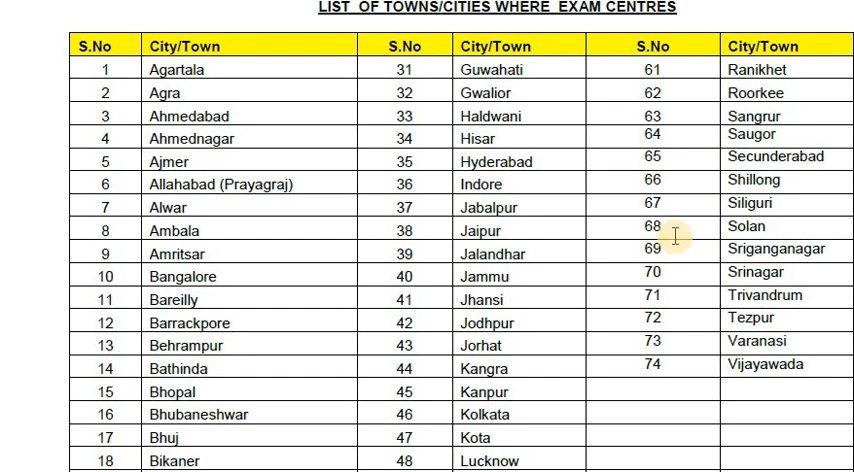 LIST OF TOWNS/CITIES WHERE EXAM CENTRES
S.No City/Town S.No City/Town S.No City/Town
1 Agartala 31 Guwahati 61 Ranikhet
2 Agra 32 Gwalior 62 Roorkee
3 Ahmedabad 33 Haldwani 63 Sangrur
4 Ahmednagar 34 Hisar 64 Saugor
5 Ajmer 35 Hyderabad 65 Secunderabad
6 Allahabad (Prayagraj) 36 Indore 66 Shillong
7 Alwar 37 Jabalpur 67 Siliguri
8 Ambala 38 Jaipur 68 Solan
9 Amritsar 39 Jalandhar 69 Sriganganagar
10 Bangalore 40 Jammu 70 Srinagar
11 Bareilly 41 Jhansi 71 Trivandrum
12 Barrackpore 42 Jodhpur 72 Tezpur
13 Behrampur 43 Jorhat 73 Varanasi
14 Bathinda 44 Kangra 74 Vijayawada
15 Bhopal 45 Kanpur
16 Bhubaneshwar 46 Kolkata
17 Bhuj 47 Kota
18 Bikaner 48 Lucknow